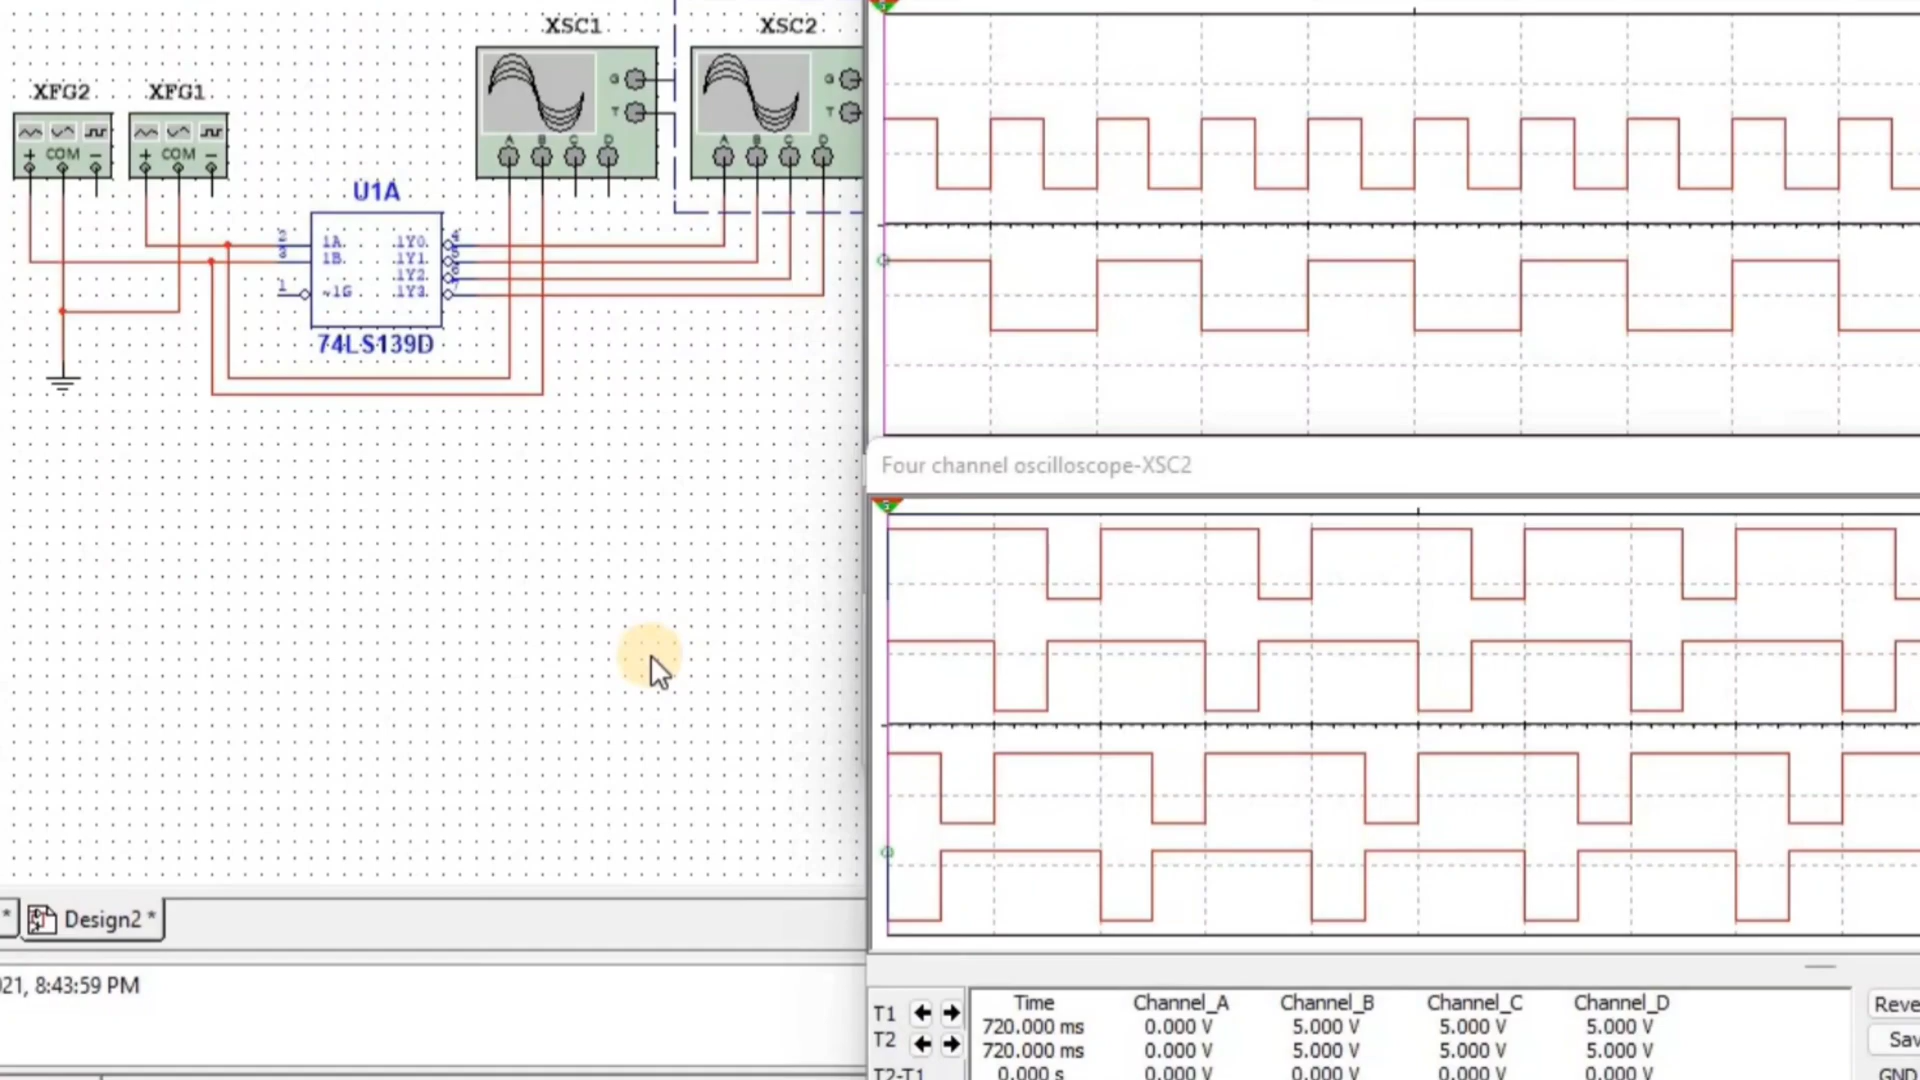 XSC1
XSC2
XFG2
XFG1
G
T
G
T
A B C D
A B C D
+ COM −
+ COM −
U1A
1A
1B
~1G
1Y0
1Y1
1Y2
1Y3
1
74LS139D
Four channel oscilloscope-XSC2
* Design2 *
021, 8:43:59 PM
Time Channel_A Channel_B Channel_C Channel_D
T1 720.000 ms 0.000 V 5.000 V 5.000 V 5.000 V
T2 720.000 ms 0.000 V 5.000 V 5.000 V 5.000 V
T2-T1 0.000 s 0.000 V 0.000 V 0.000 V 0.000 V
Reve
Sav
GND